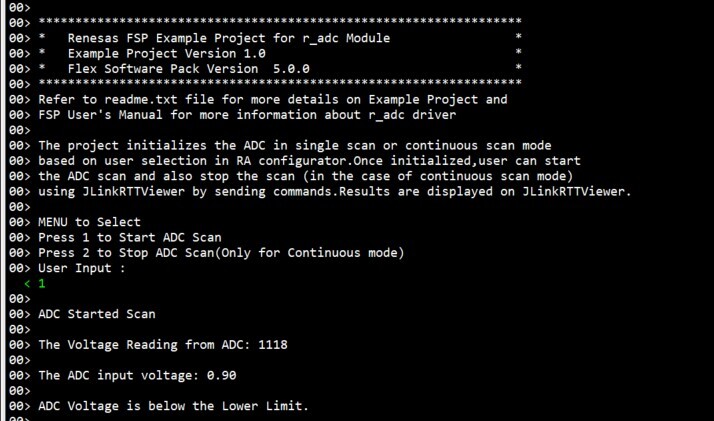 00>
00> ******************************************************************
00> *   Renesas FSP Example Project for r_adc Module                 *
00> *   Example Project Version 1.0                                  *
00> *   Flex Software Pack Version  5.0.0                            *
00> ******************************************************************
00> Refer to readme.txt file for more details on Example Project and
00> FSP User's Manual for more information about r_adc driver
00>
00> The project initializes the ADC in single scan or continuous scan mode
00> based on user selection in RA configurator.Once initialized,user can start
00> the ADC scan and also stop the scan (in the case of continuous scan mode)
00> using JLinkRTTViewer by sending commands.Results are displayed on JLinkRTTViewer.
00>
00> MENU to Select
00> Press 1 to Start ADC Scan
00> Press 2 to Stop ADC Scan(Only for Continuous mode)
00> User Input :
< 1
00>
00> ADC Started Scan
00>
00> The Voltage Reading from ADC: 1118
00>
00> The ADC input voltage: 0.90
00>
00> ADC Voltage is below the Lower Limit.
00>